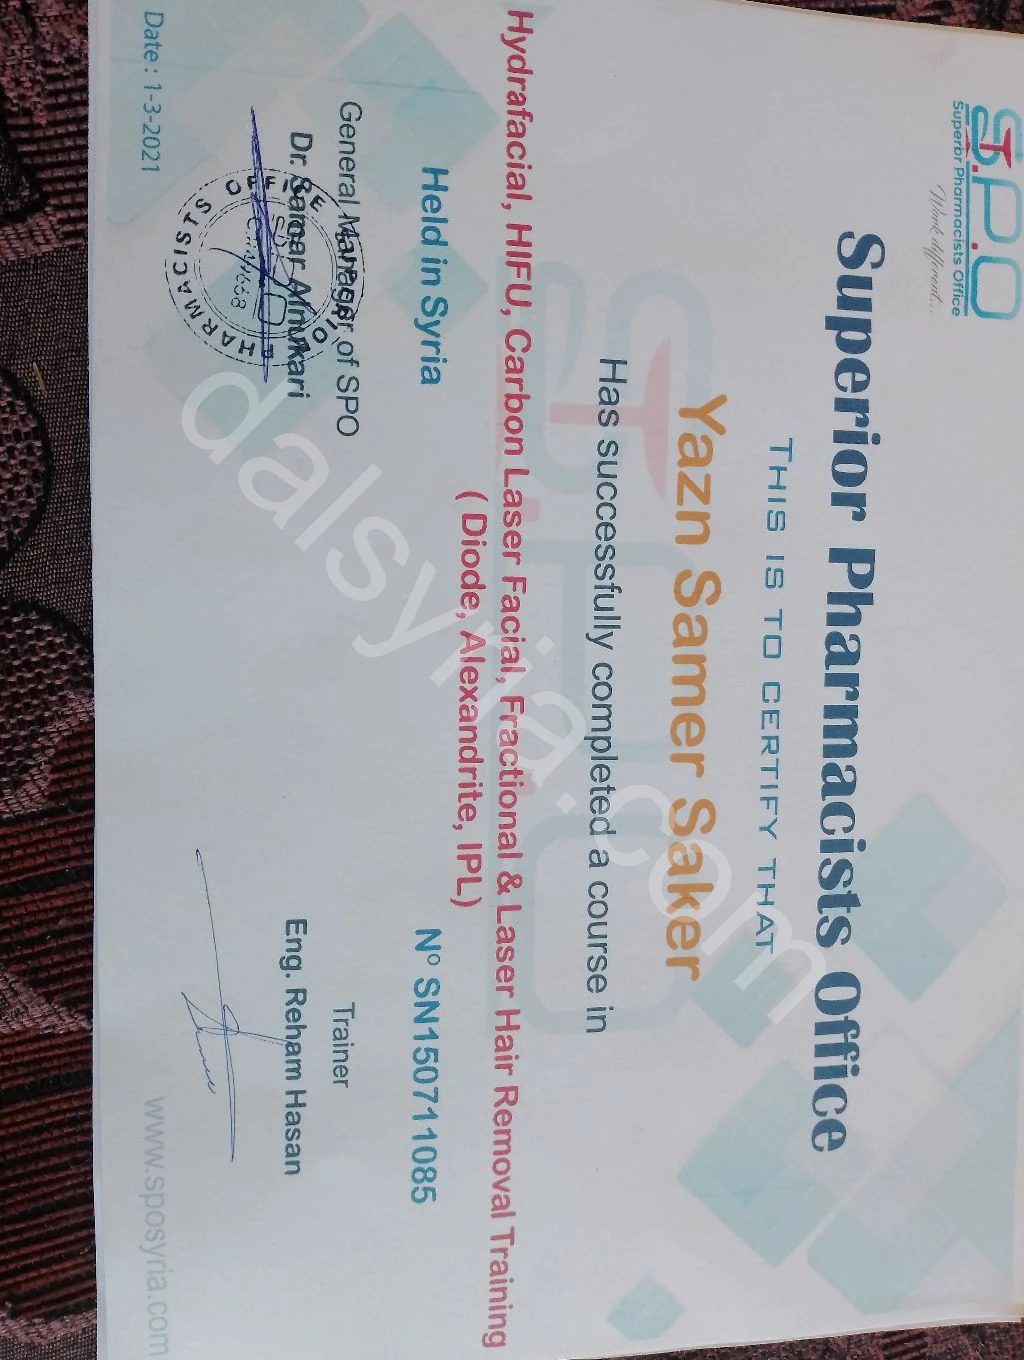 S.P.O
Superior Pharmacists Office
Work different...
Superior Pharmacists Office
THIS IS TO CERTIFY THAT
Yazn Samer Saker
Has successfully completed a course in
Hydrafacial, HIFU, Carbon Laser Facial, Fractional & Laser Hair Removal Training
( Diode, Alexandrite, IPL)
Held in Syria
Nº SN150711085
General Manager of SPO
Dr. Samar Almukari
Trainer
Eng. Reham Hasan
PHARMACISTS OFFICE
Date : 1-3-2021
www.sposyria.com
dalsyria.com